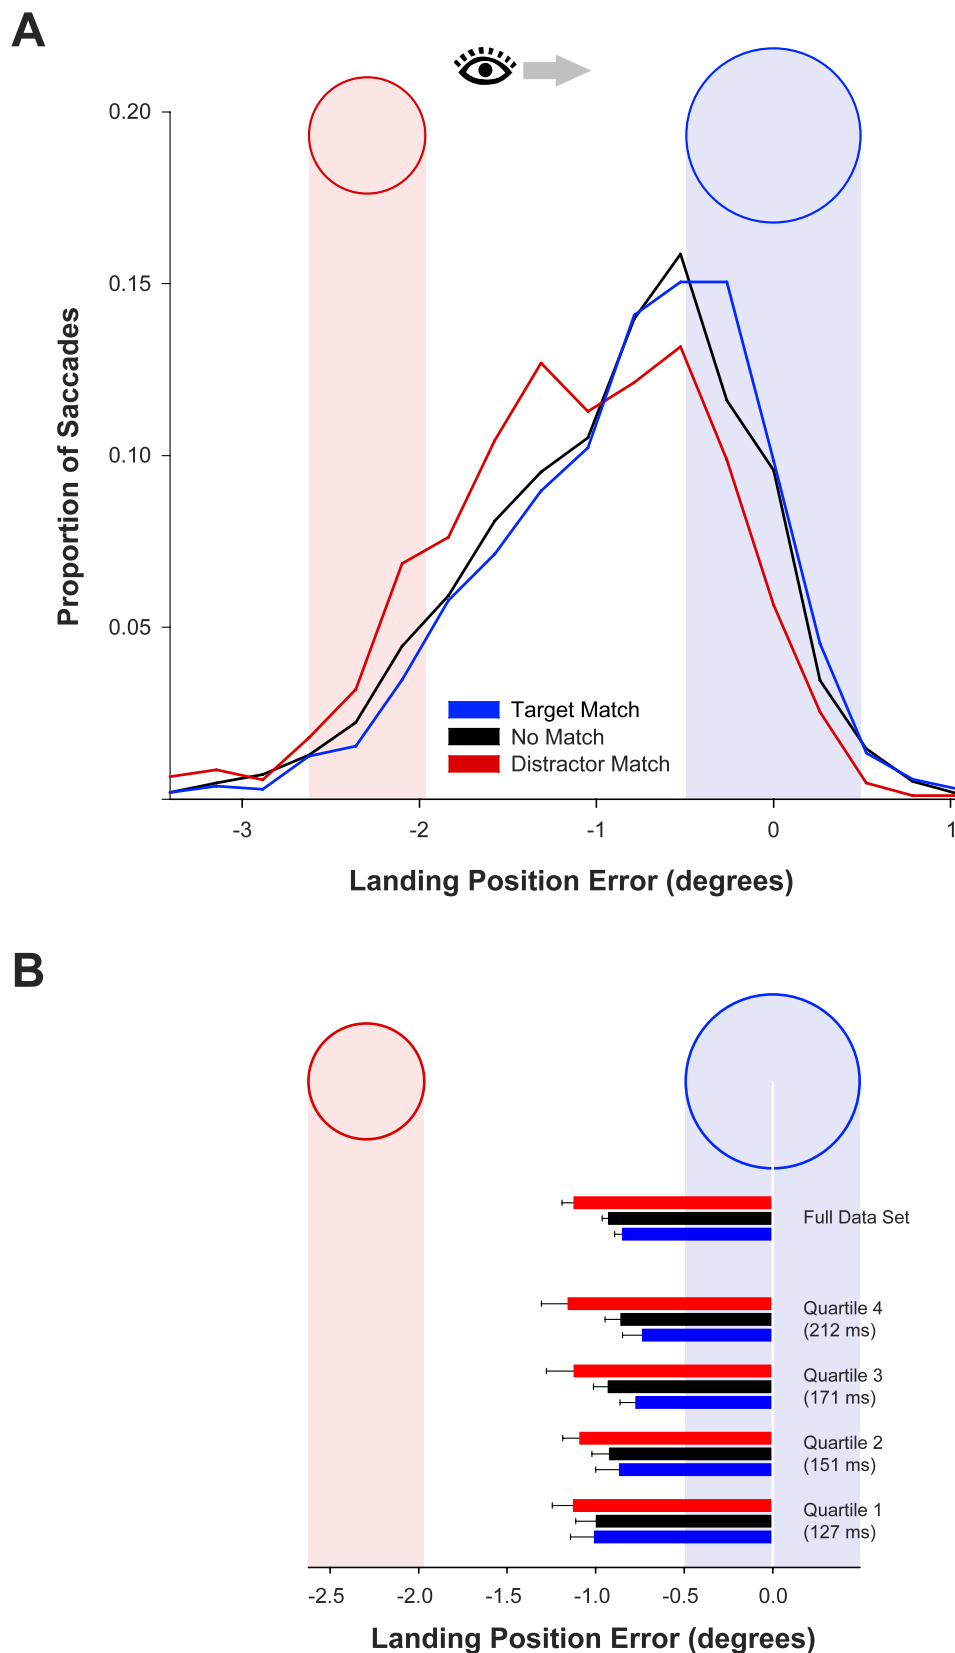 A
0.20
0.15
0.10
0.05
Proportion of Saccades
Target Match
No Match
Distractor Match
-3 -2 -1 0 1
Landing Position Error (degrees)
B
Full Data Set
Quartile 4
(212 ms)
Quartile 3
(171 ms)
Quartile 2
(151 ms)
Quartile 1
(127 ms)
-2.5 -2.0 -1.5 -1.0 -0.5 0.0
Landing Position Error (degrees)